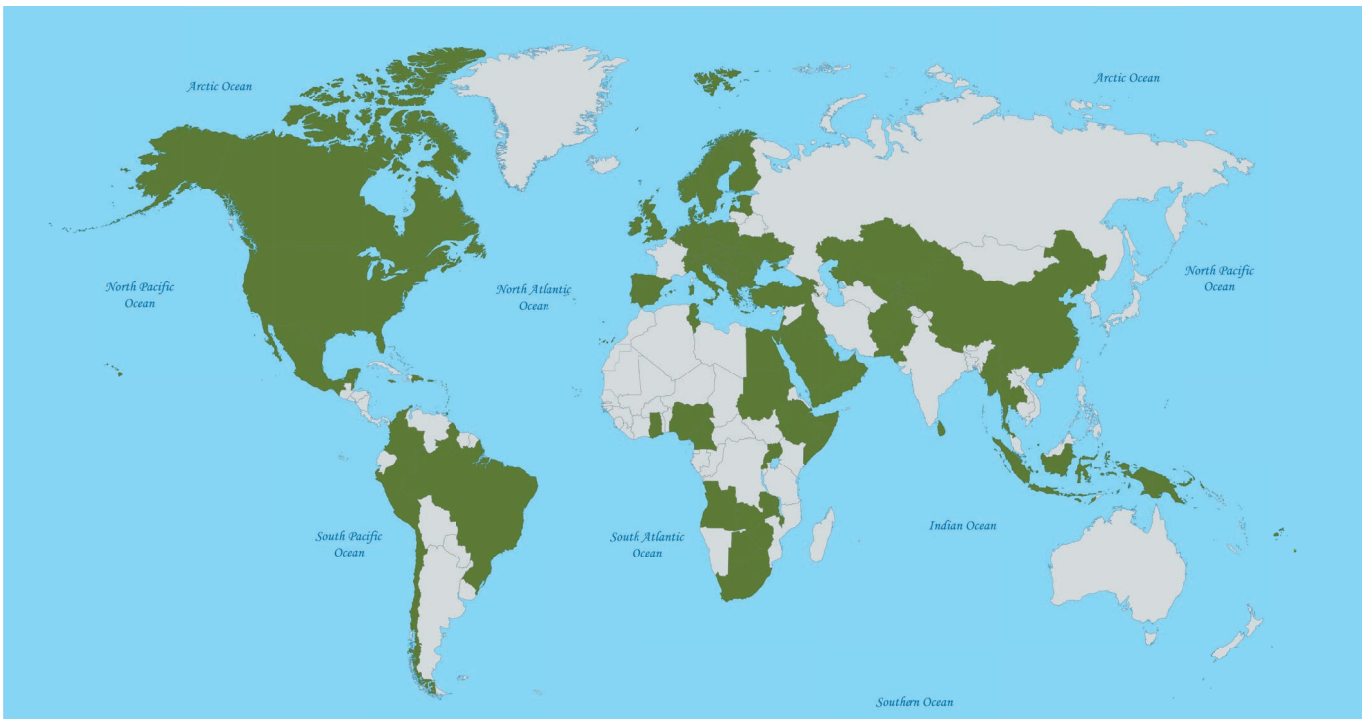 Arctic Ocean
Arctic Ocean
North Pacific
Ocean
North Atlantic
Ocean
North Pacific
Ocean
South Pacific
Ocean
South Atlantic
Ocean
Indian Ocean
Southern Ocean